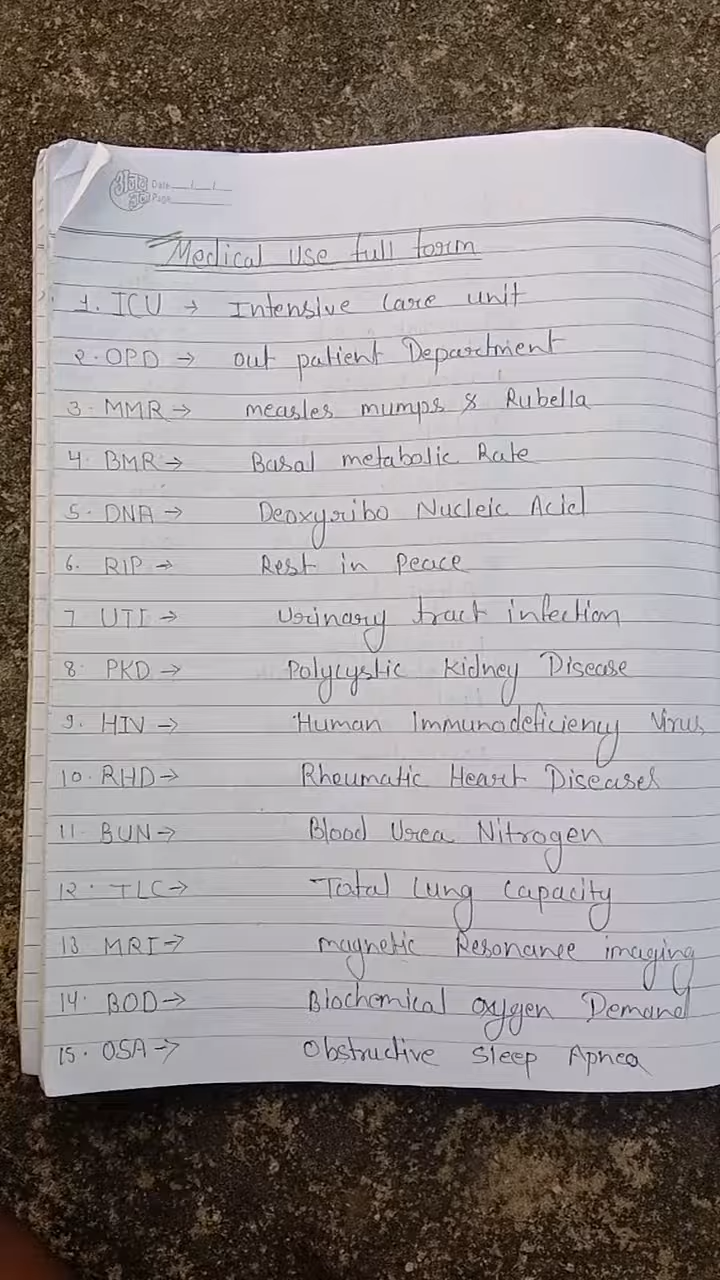 Date
Page
Medical Use full form
1. ICU → Intensive Care unit
2. OPD → out patient Department
3. MMR → measles mumps & Rubella
4. BMR → Basal metabolic Rate
5. DNA → Deoxyribo Nucleic Acid
6. RIP → Rest in Peace
7 UTI → Urinary tract infection
8. PKD → Polycystic Kidney Disease
9. HIV → Human Immunodeficiency Virus
10. RHD → Rheumatic Heart Diseases
11. BUN → Blood Urea Nitrogen
12. TLC → Total Lung Capacity
13 MRI → magnetic Resonance imaging
14. BOD → Biochemical oxygen Demand
15. OSA → Obstructive Sleep Apnea